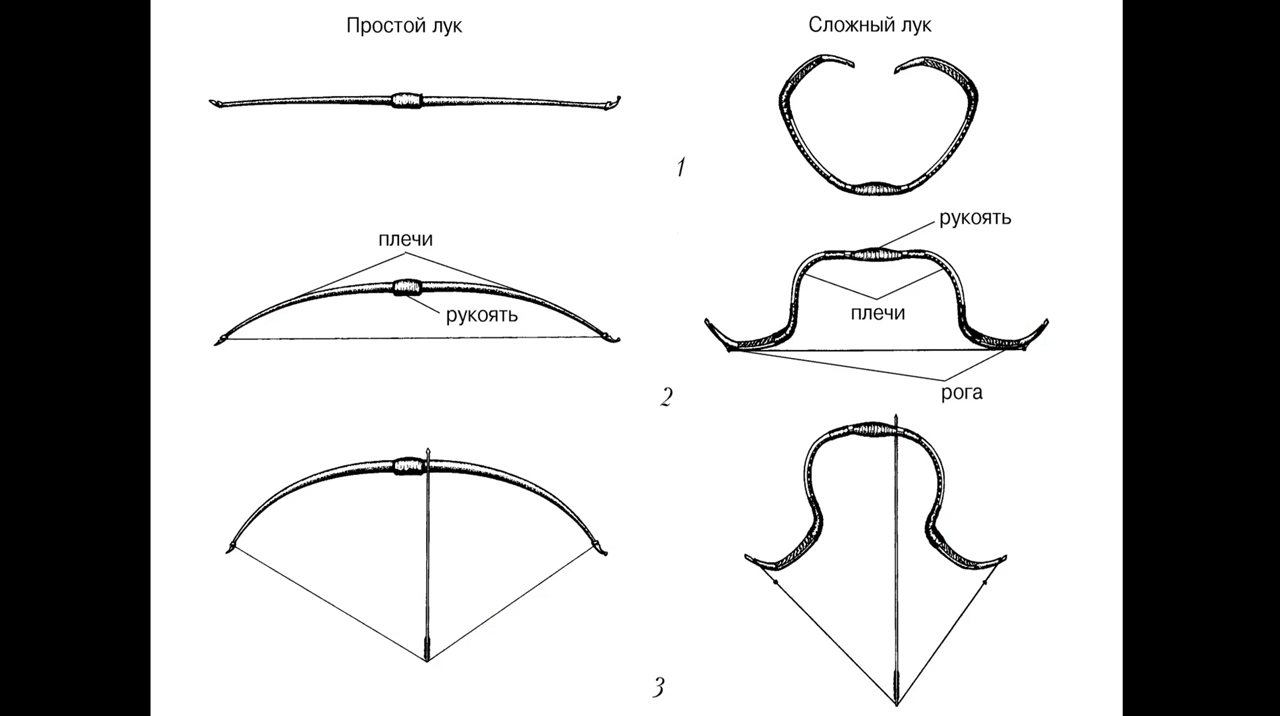 Простой лук
Сложный лук
1
рукоять
плечи
рукоять
плечи
2
рога
3